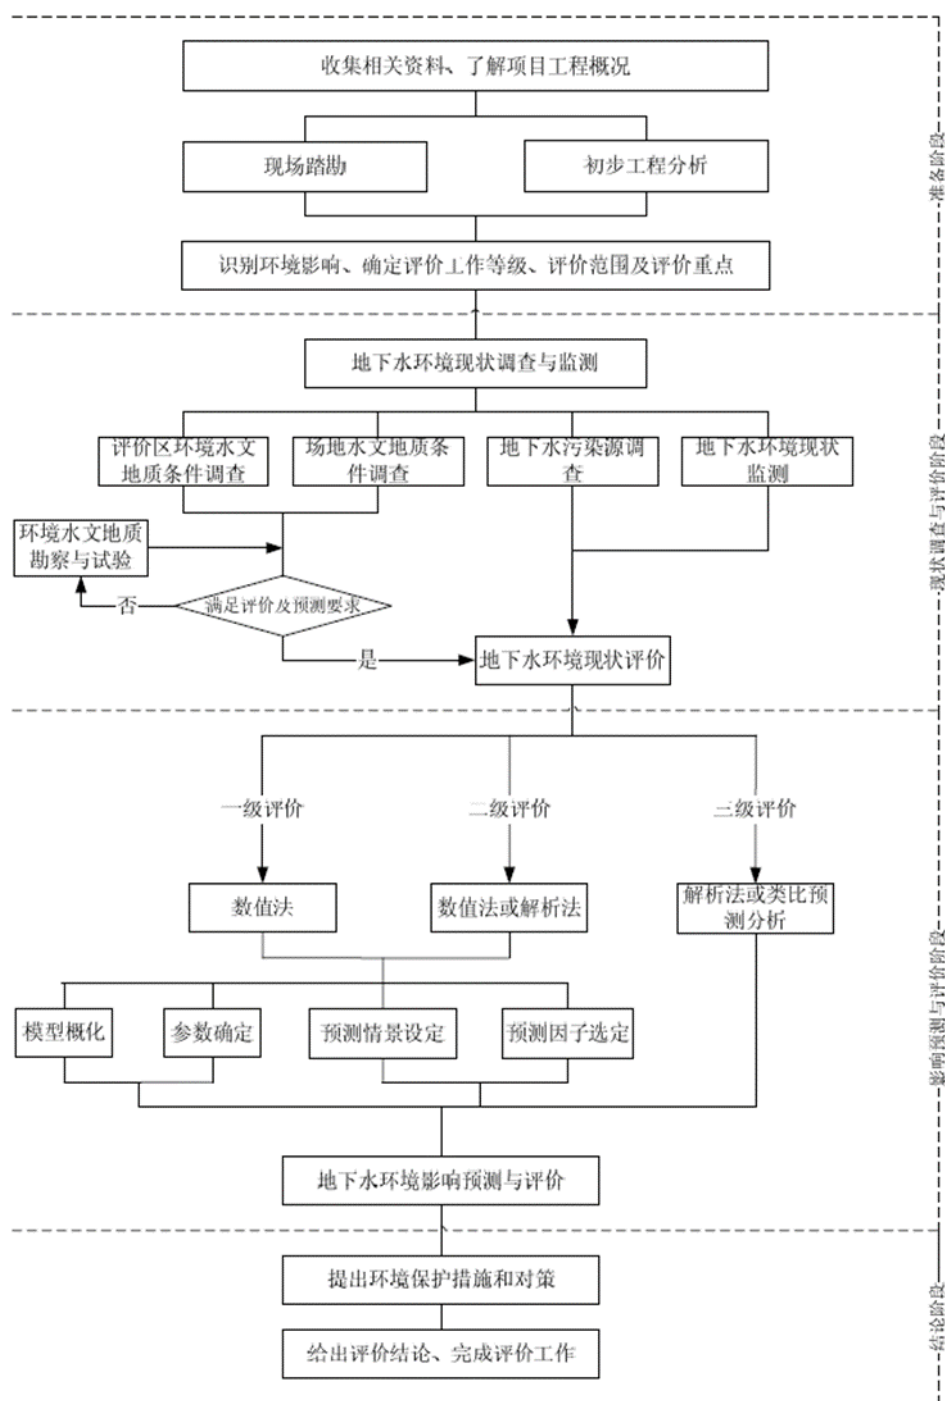 收集相关资料、了解项目工程概况
现场踏勘
初步工程分析
准备阶段
识别环境影响、确定评价工作等级、评价范围及评价重点
地下水环境现状调查与监测
评价区环境水文
地质条件调查
场地水文地质条
件调查
地下水污染源调
查
地下水环境现状
监测
现状调查与评价阶段
环境水文地质
勘察与试验
否
满足评价及预测要求
是
地下水环境现状评价
一级评价
二级评价
三级评价
数值法
数值法或解析法
解析法或类比预
测分析
影响预测与评价阶段
模型概化
参数确定
预测情景设定
预测因子选定
地下水环境影响预测与评价
提出环境保护措施和对策
结论阶段
给出评价结论、完成评价工作